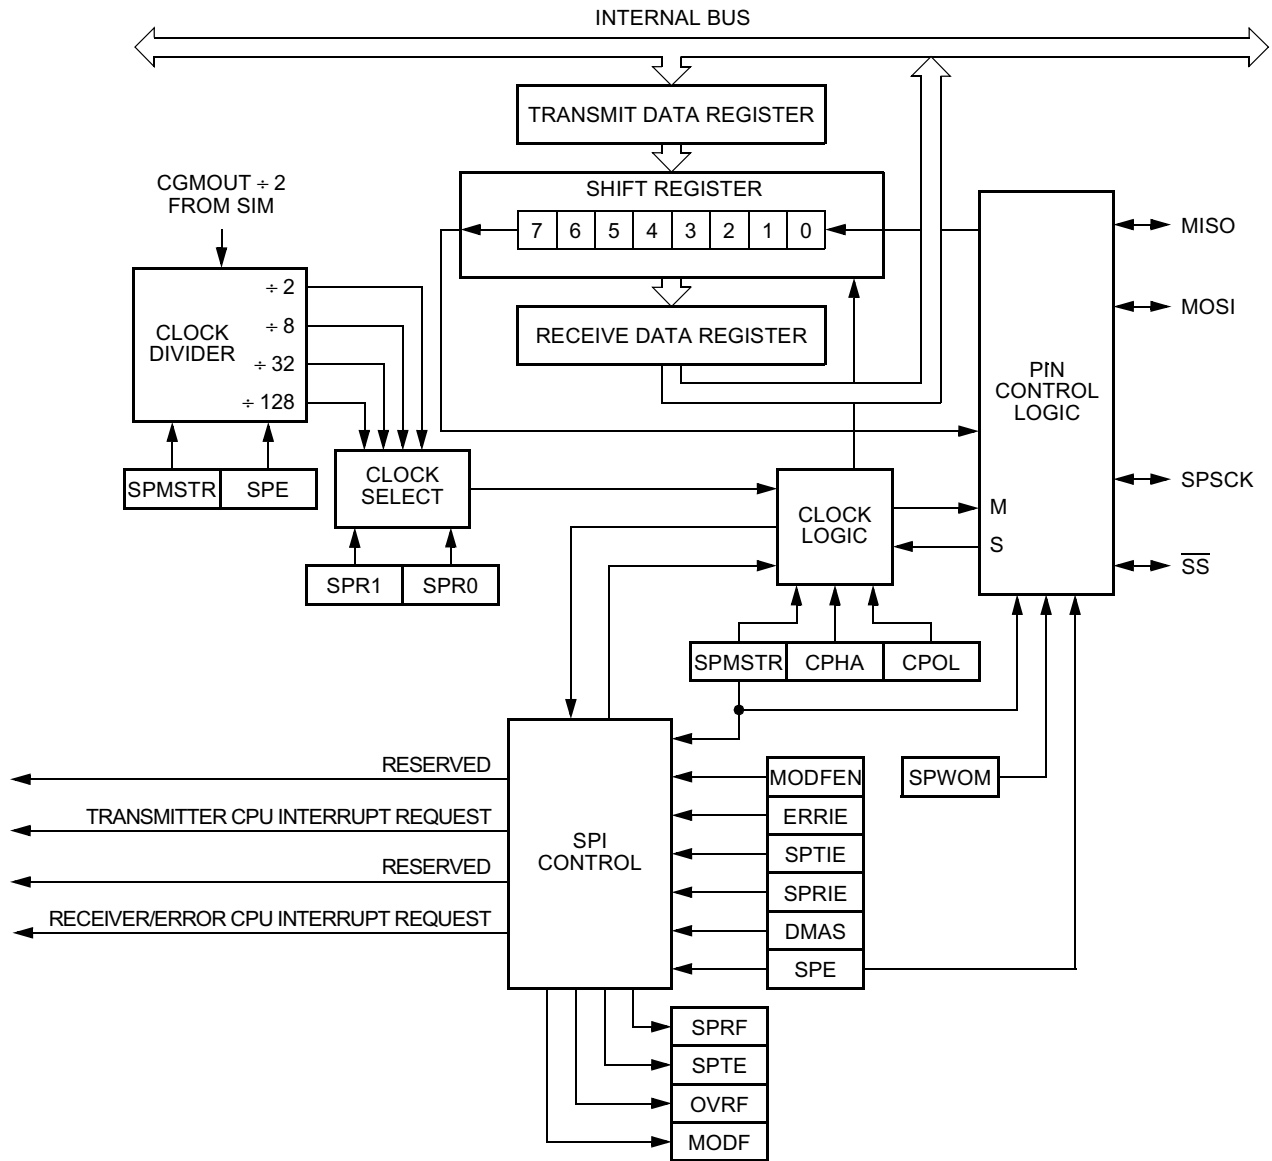 INTERNAL BUS
TRANSMIT DATA REGISTER
CGMOUT ÷ 2
FROM SIM
SHIFT REGISTER
7 6 5 4 3 2 1 0
MISO
÷ 2
÷ 8
÷ 32
÷ 128
CLOCK
DIVIDER
RECEIVE DATA REGISTER
MOSI
PIN
CONTROL
LOGIC
SPMSTR SPE
CLOCK
SELECT
SPSCK
CLOCK
LOGIC
M
S
SS
SPR1 SPR0
SPMSTR CPHA CPOL
RESERVED
TRANSMITTER CPU INTERRUPT REQUEST
RESERVED
RECEIVER/ERROR CPU INTERRUPT REQUEST
SPI
CONTROL
MODFEN
ERRIE
SPTIE
SPRIE
DMAS
SPE
SPWOM
SPRF
SPTE
OVRF
MODF